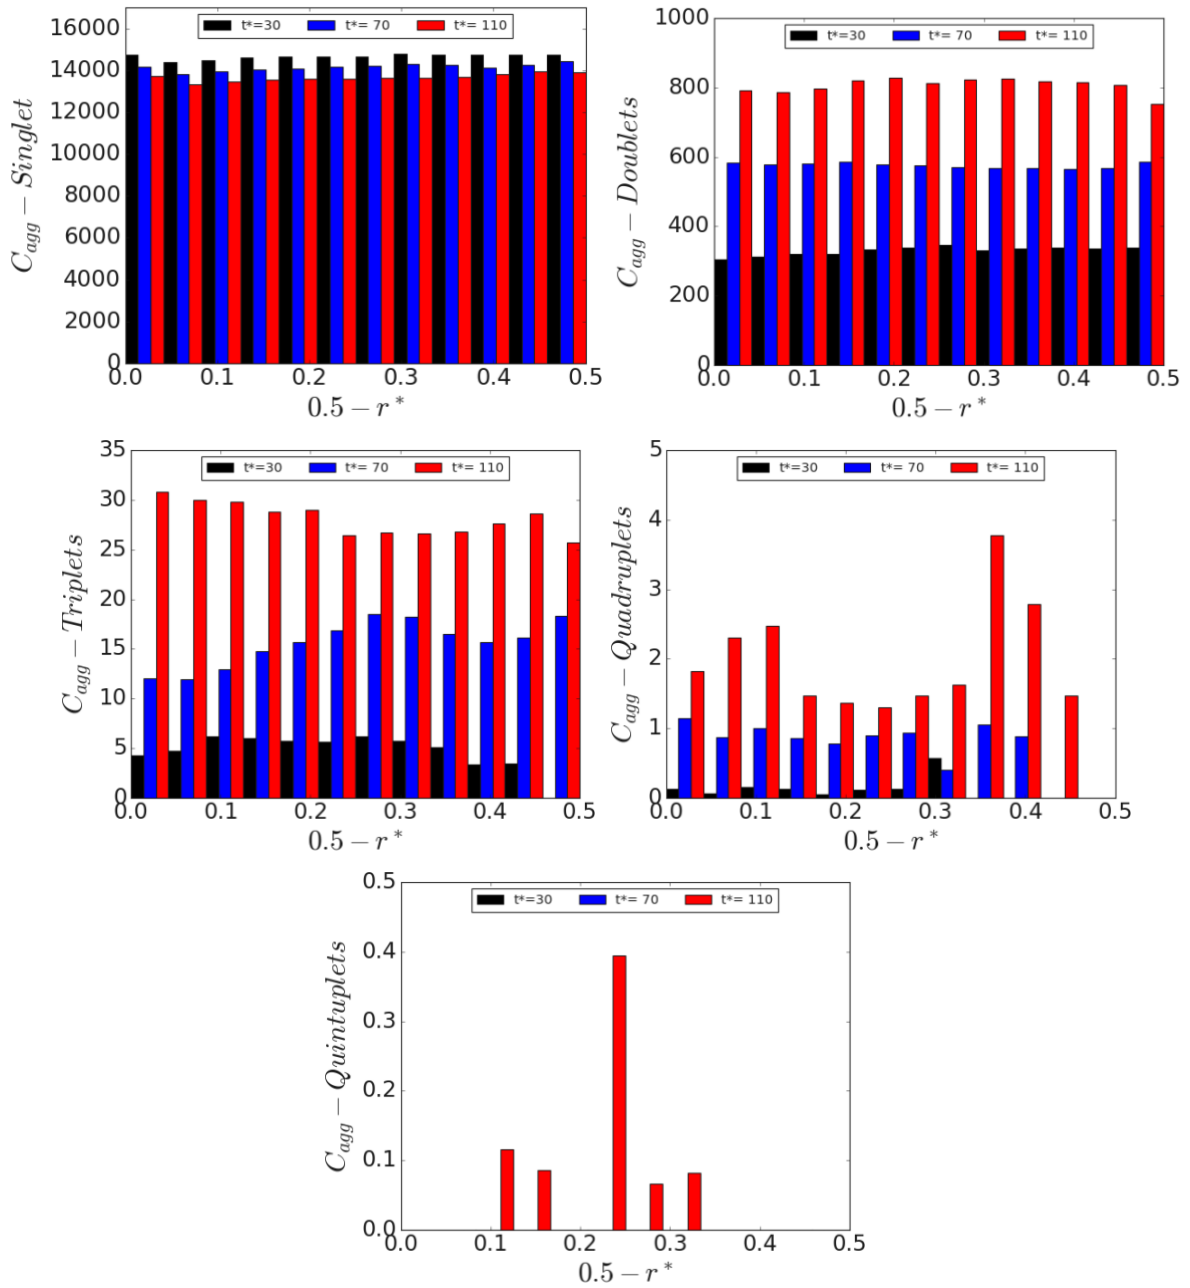 t*=30 t*= 70 t*= 110
16000
14000
12000
10000
8000
6000
4000
2000
0
C_agg − Singlet
0.0 0.1 0.2 0.3 0.4 0.5
0.5 − r*
t*=30 t*= 70 t*= 110
1000
800
600
400
200
0
C_agg − Doublets
0.0 0.1 0.2 0.3 0.4 0.5
0.5 − r*
t*=30 t*= 70 t*= 110
35
30
25
20
15
10
5
0
C_agg − Triplets
0.0 0.1 0.2 0.3 0.4 0.5
0.5 − r*
t*=30 t*= 70 t*= 110
5
4
3
2
1
0
C_agg − Quadruplets
0.0 0.1 0.2 0.3 0.4 0.5
0.5 − r*
t*=30 t*= 70 t*= 110
0.5
0.4
0.3
0.2
0.1
0.0
C_agg − Quintuplets
0.0 0.1 0.2 0.3 0.4 0.5
0.5 − r*